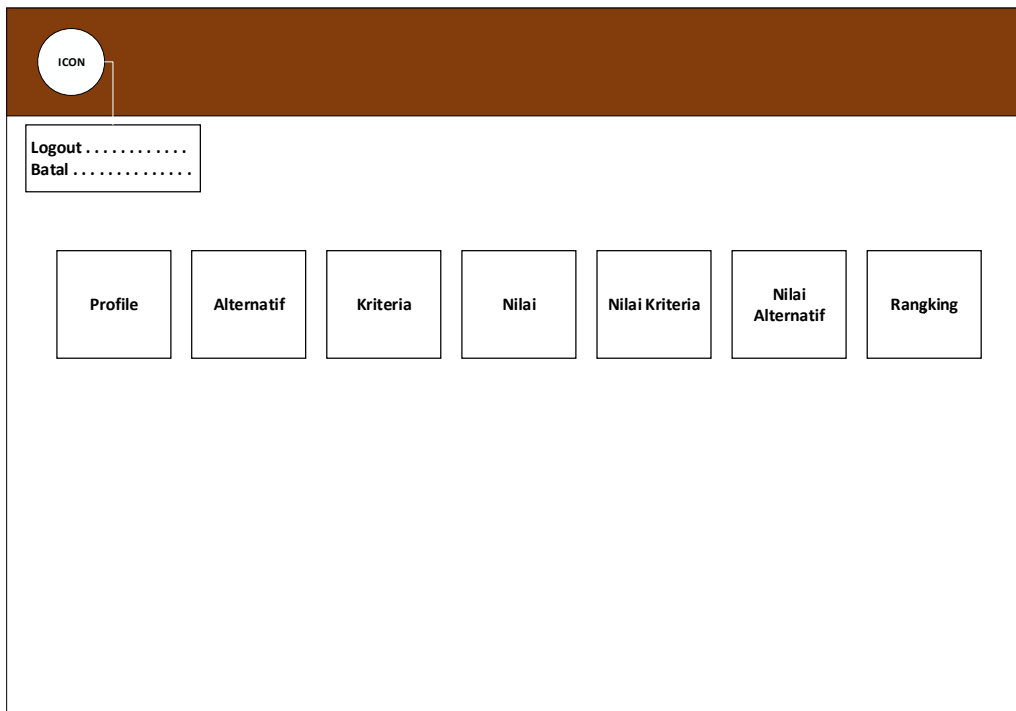 ICON
Logout . . . . . . . . . . . .
Batal . . . . . . . . . . . . . .
Profile
Alternatif
Kriteria
Nilai
Nilai Kriteria
Nilai
Alternatif
Rangking